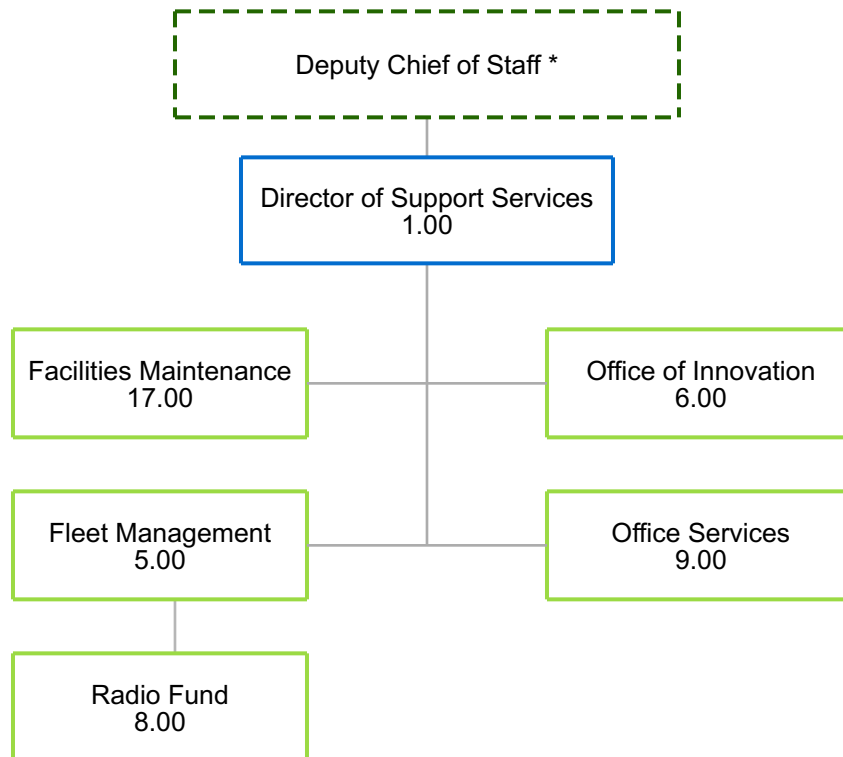 Deputy Chief of Staff *
Director of Support Services
1.00
Facilities Maintenance
17.00
Office of Innovation
6.00
Fleet Management
5.00
Office Services
9.00
Radio Fund
8.00